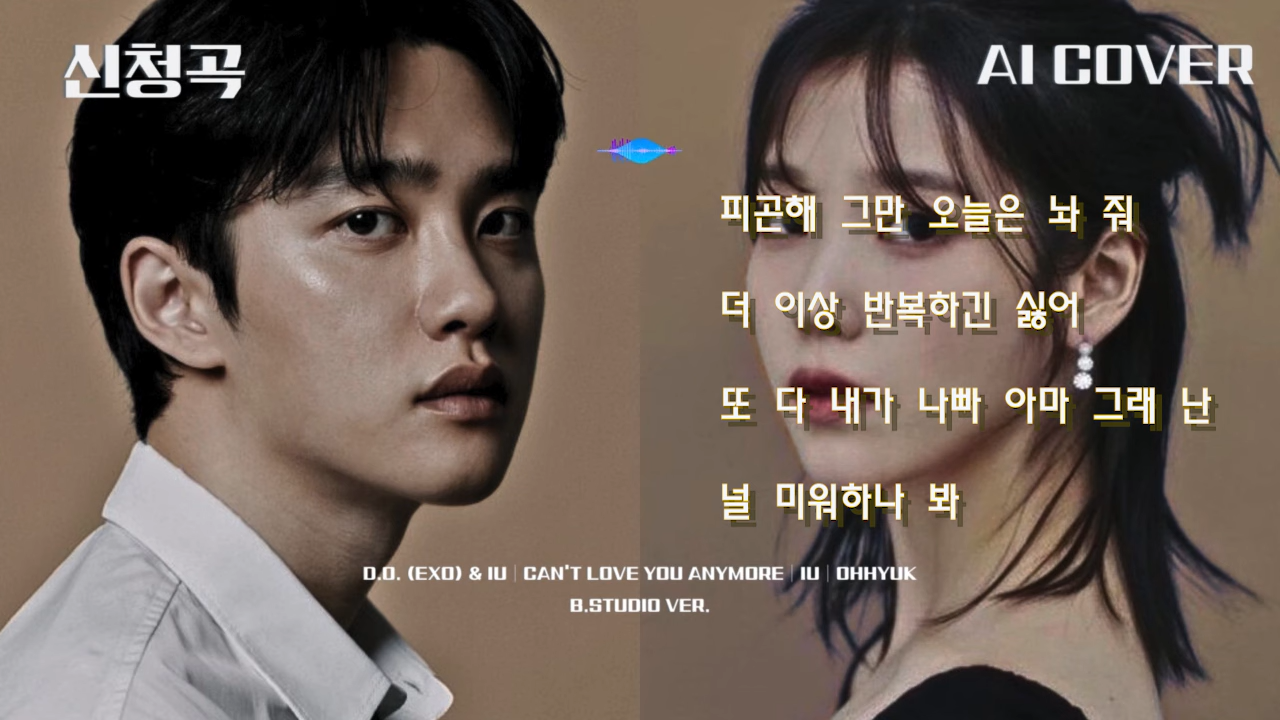 신청곡
AI COVER
피곤해 그만 오늘은 놔 줘
더 이상 반복하긴 싫어
또 다 내가 나빠 아마 그래 난
널 미워하나 봐
D.O. (EXO) & IU | CAN'T LOVE YOU ANYMORE | IU | OHHYUK
B.STUDIO VER.